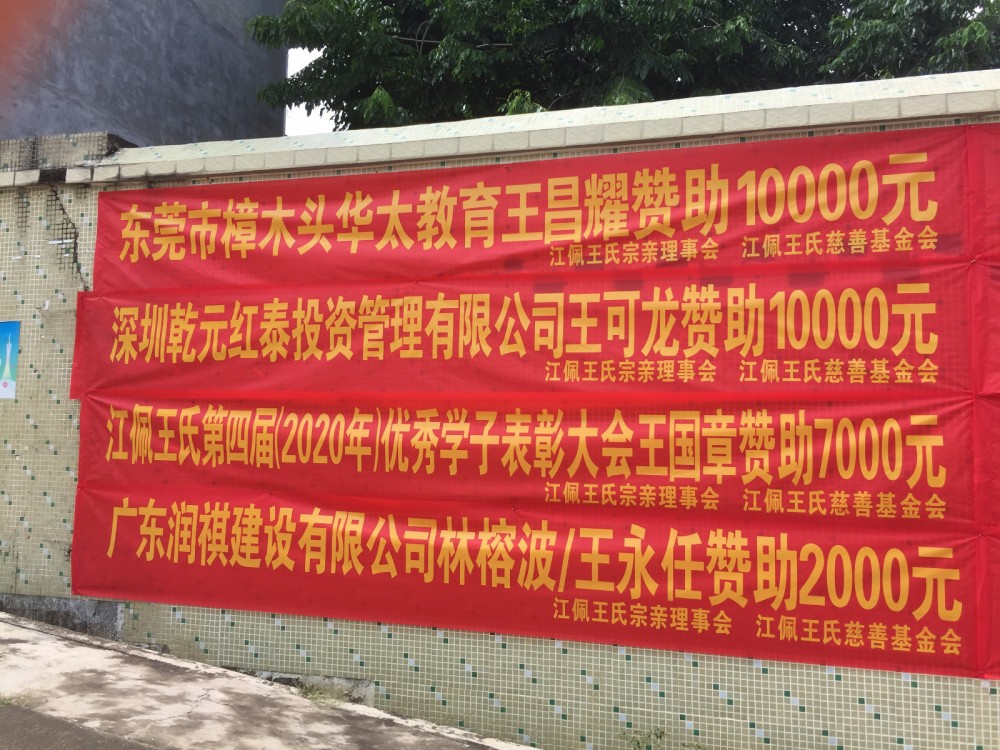 东莞市樟木头华太教育王昌耀赞助10000元
江佩王氏宗亲理事会 江佩王氏慈善基金会
深圳乾元红泰投资管理有限公司王可龙赞助10000元
江佩王氏宗亲理事会 江佩王氏慈善基金会
江佩王氏第四届(2020年)优秀学子表彰大会王国章赞助7000元
江佩王氏宗亲理事会 江佩王氏慈善基金会
广东润祺建设有限公司林榕波/王永任赞助2000元
江佩王氏宗亲理事会 江佩王氏慈善基金会